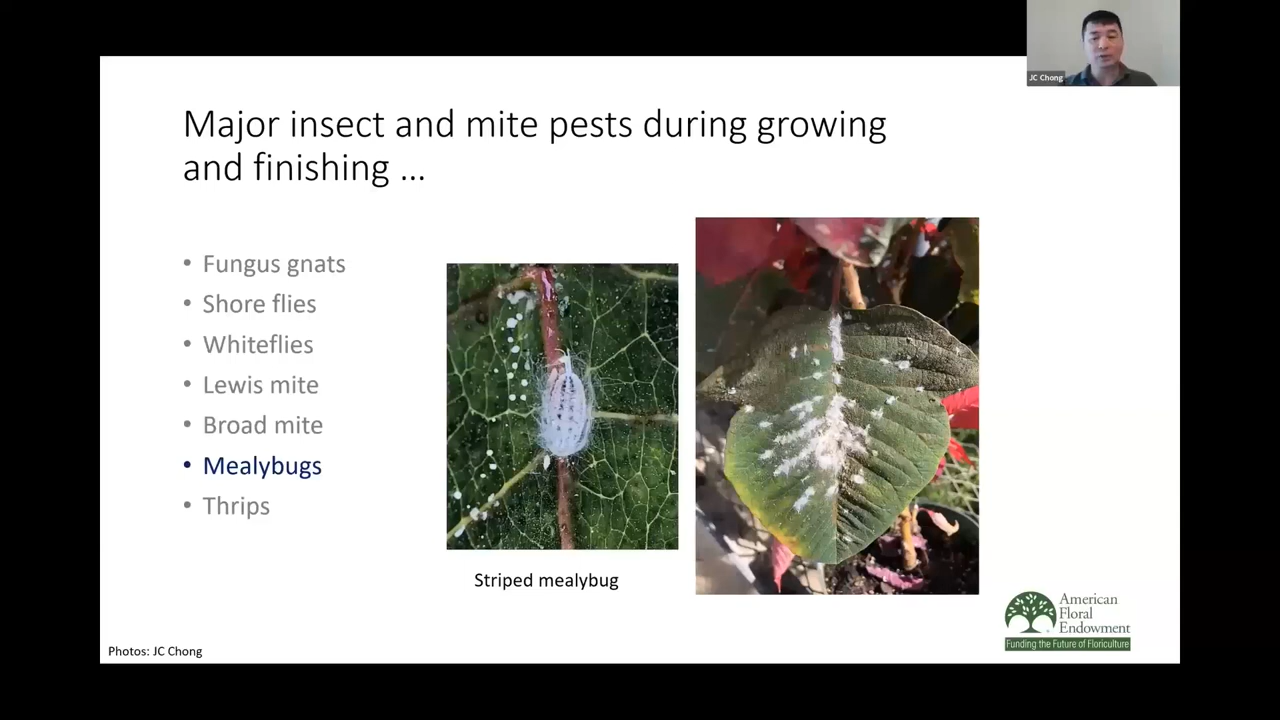 JC Chong
Major insect and mite pests during growing
and finishing ...
• Fungus gnats
• Shore flies
• Whiteflies
• Lewis mite
• Broad mite
• Mealybugs
• Thrips
Striped mealybug
American
Floral
Endowment
Funding the Future of Floriculture
Photos: JC Chong